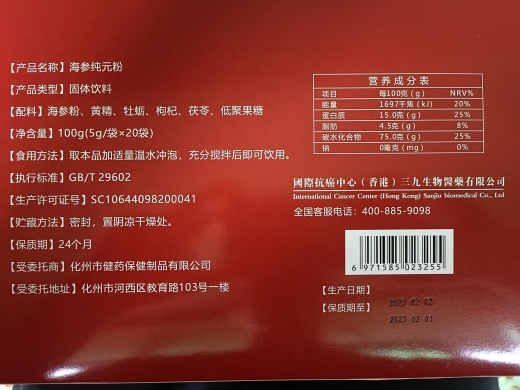 【产品名称】海参纯元粉
【产品类型】固体饮料
【配料】海参粉、黄精、牡蛎、枸杞、茯苓、低聚果糖
【净含量】100g(5g/袋×20袋)
【食用方法】取本品加适量温水冲泡，充分搅拌后即可饮用。
【执行标准】GB/T 29602
【生产许可证号】SC10644098200041
【贮藏方法】密封，置阴凉干燥处。
【保质期】24个月
【受委托商】化州市健药保健制品有限公司
【受委托地址】化州市河西区教育路103号一楼
营养成分表
项目 每100克(g) NRV%
能量 1697千焦(kJ) 20%
蛋白质 15.0克(g) 25%
脂肪 4.5克(g) 8%
碳水化合物 75.0克(g) 25%
钠 0毫克(mg) 0%
國際抗癌中心（香港）三九生物醫藥有限公司
International Cancer Center (Hong Kong) Sanjiu biomedical Co., Ltd
全国客服电话：400-885-9098
6 971585 023255
【生产日期】
2023 02 02
【保质期至】
2025 02 01